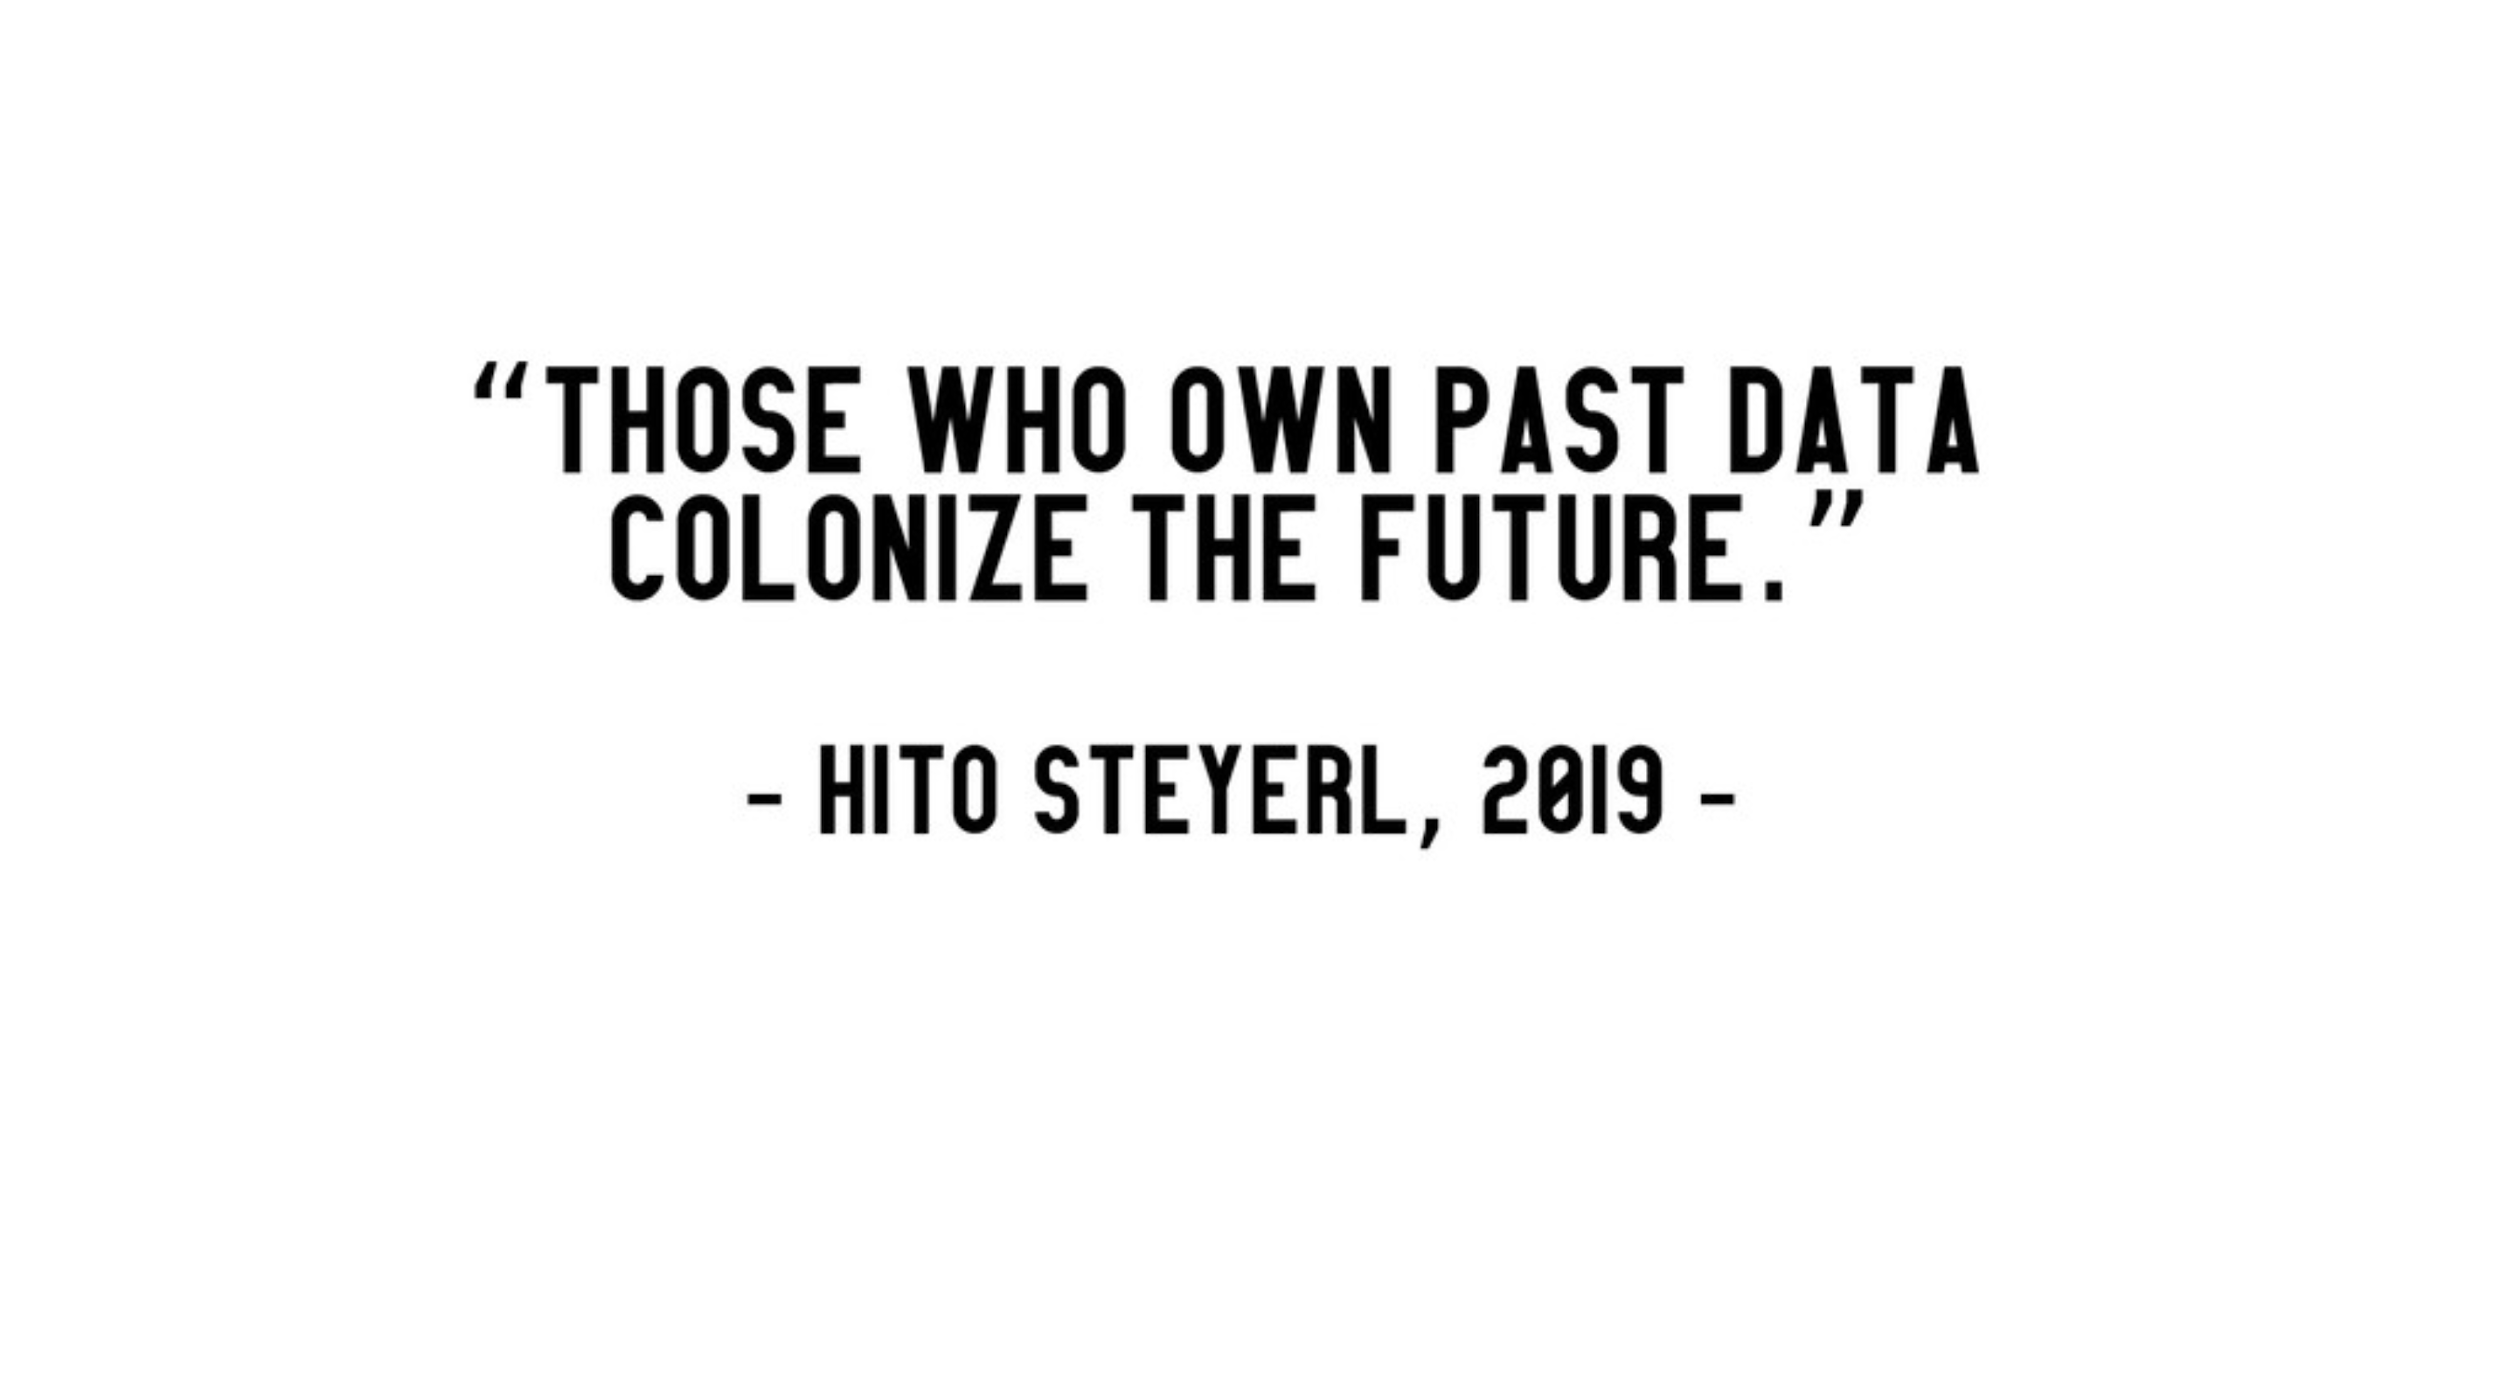 “THOSE WHO OWN PAST DATA
COLONIZE THE FUTURE.”
- HITO STEYERL, 2019 -